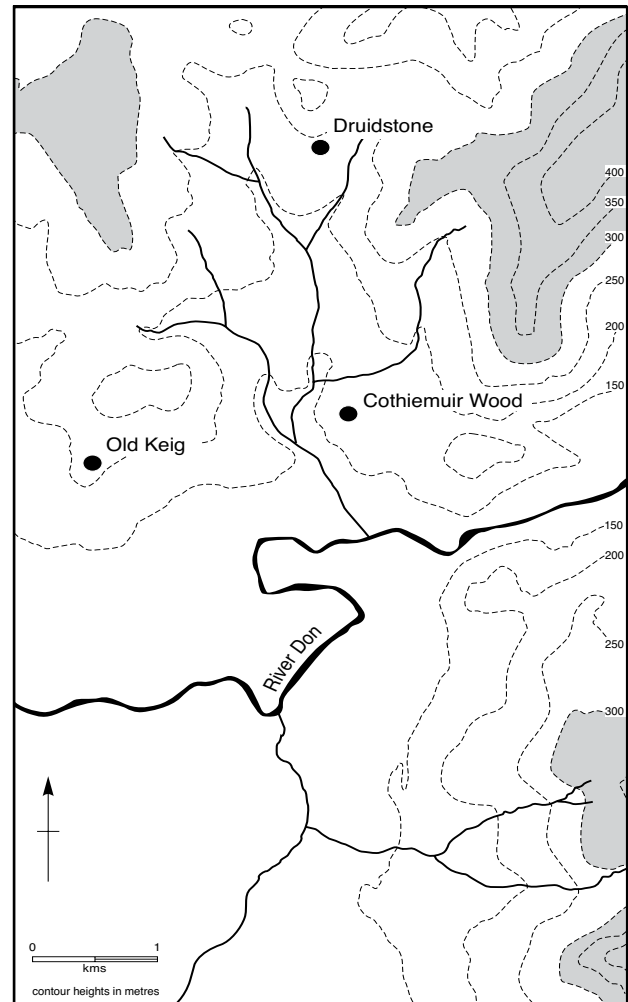 Druidstone
400
350
300
250
200
150
Cothiemuir Wood
Old Keig
150
200
250
River Don
300
0 1
kms
contour heights in metres